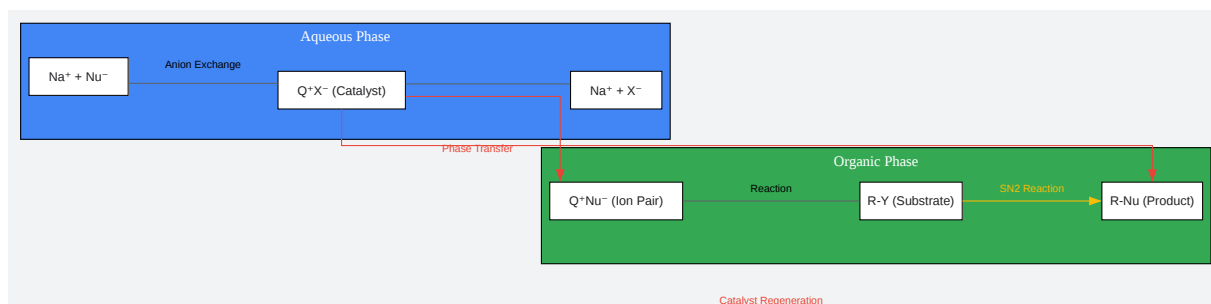 Aqueous Phase
Na⁺ + Nu⁻
Anion Exchange
Q⁺X⁻ (Catalyst)
Na⁺ + X⁻
Phase Transfer
Organic Phase
Q⁺Nu⁻ (Ion Pair)
Reaction
R-Y (Substrate)
SN2 Reaction
R-Nu (Product)
Catalyst Regeneration